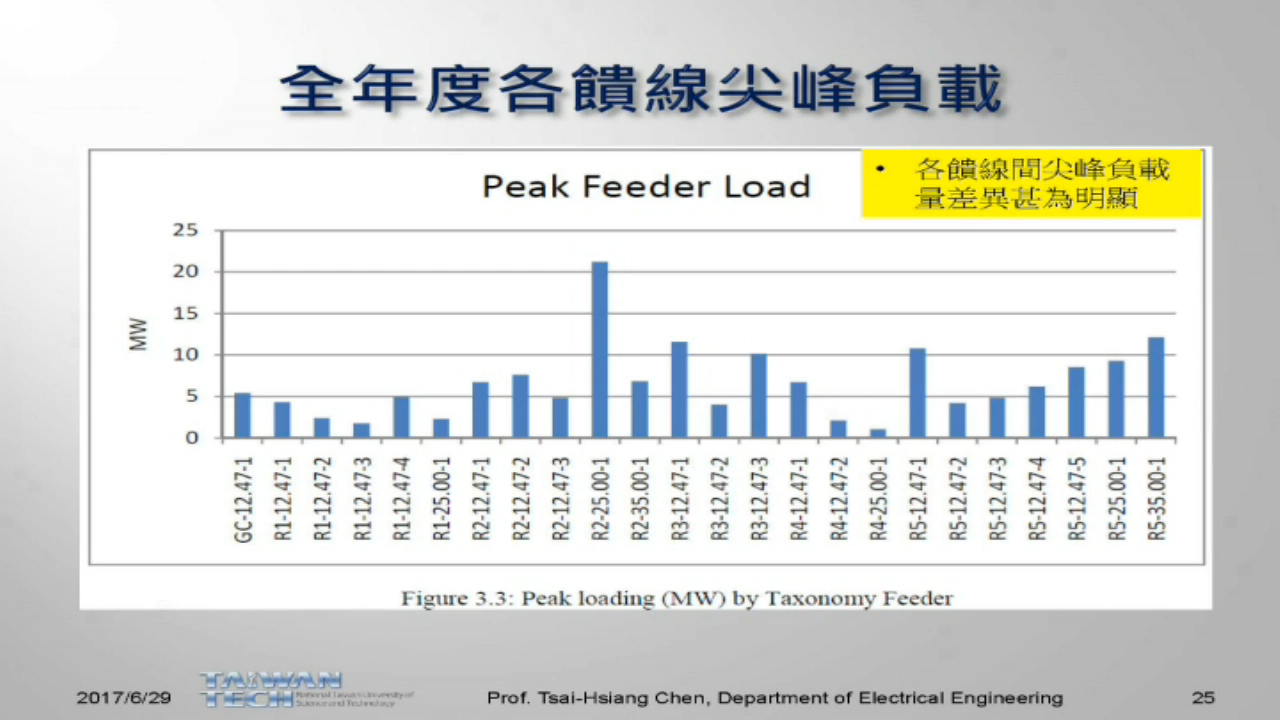 全年度各饋線尖峰負載
Peak Feeder Load
• 各饋線間尖峰負載
量差異甚為明顯
25
20
15
10
5
0
MW
GC-12.47-1
R1-12.47-1
R1-12.47-2
R1-12.47-3
R1-12.47-4
R1-25.00-1
R2-12.47-1
R2-12.47-2
R2-12.47-3
R2-25.00-1
R2-35.00-1
R3-12.47-1
R3-12.47-2
R3-12.47-3
R4-12.47-1
R4-12.47-2
R4-25.00-1
R5-12.47-1
R5-12.47-2
R5-12.47-3
R5-12.47-4
R5-12.47-5
R5-25.00-1
R5-35.00-1
Figure 3.3: Peak loading (MW) by Taxonomy Feeder
2017/6/29
TAIWAN
TECH
National Taiwan University of
Science and Technology
Prof. Tsai-Hsiang Chen, Department of Electrical Engineering
25